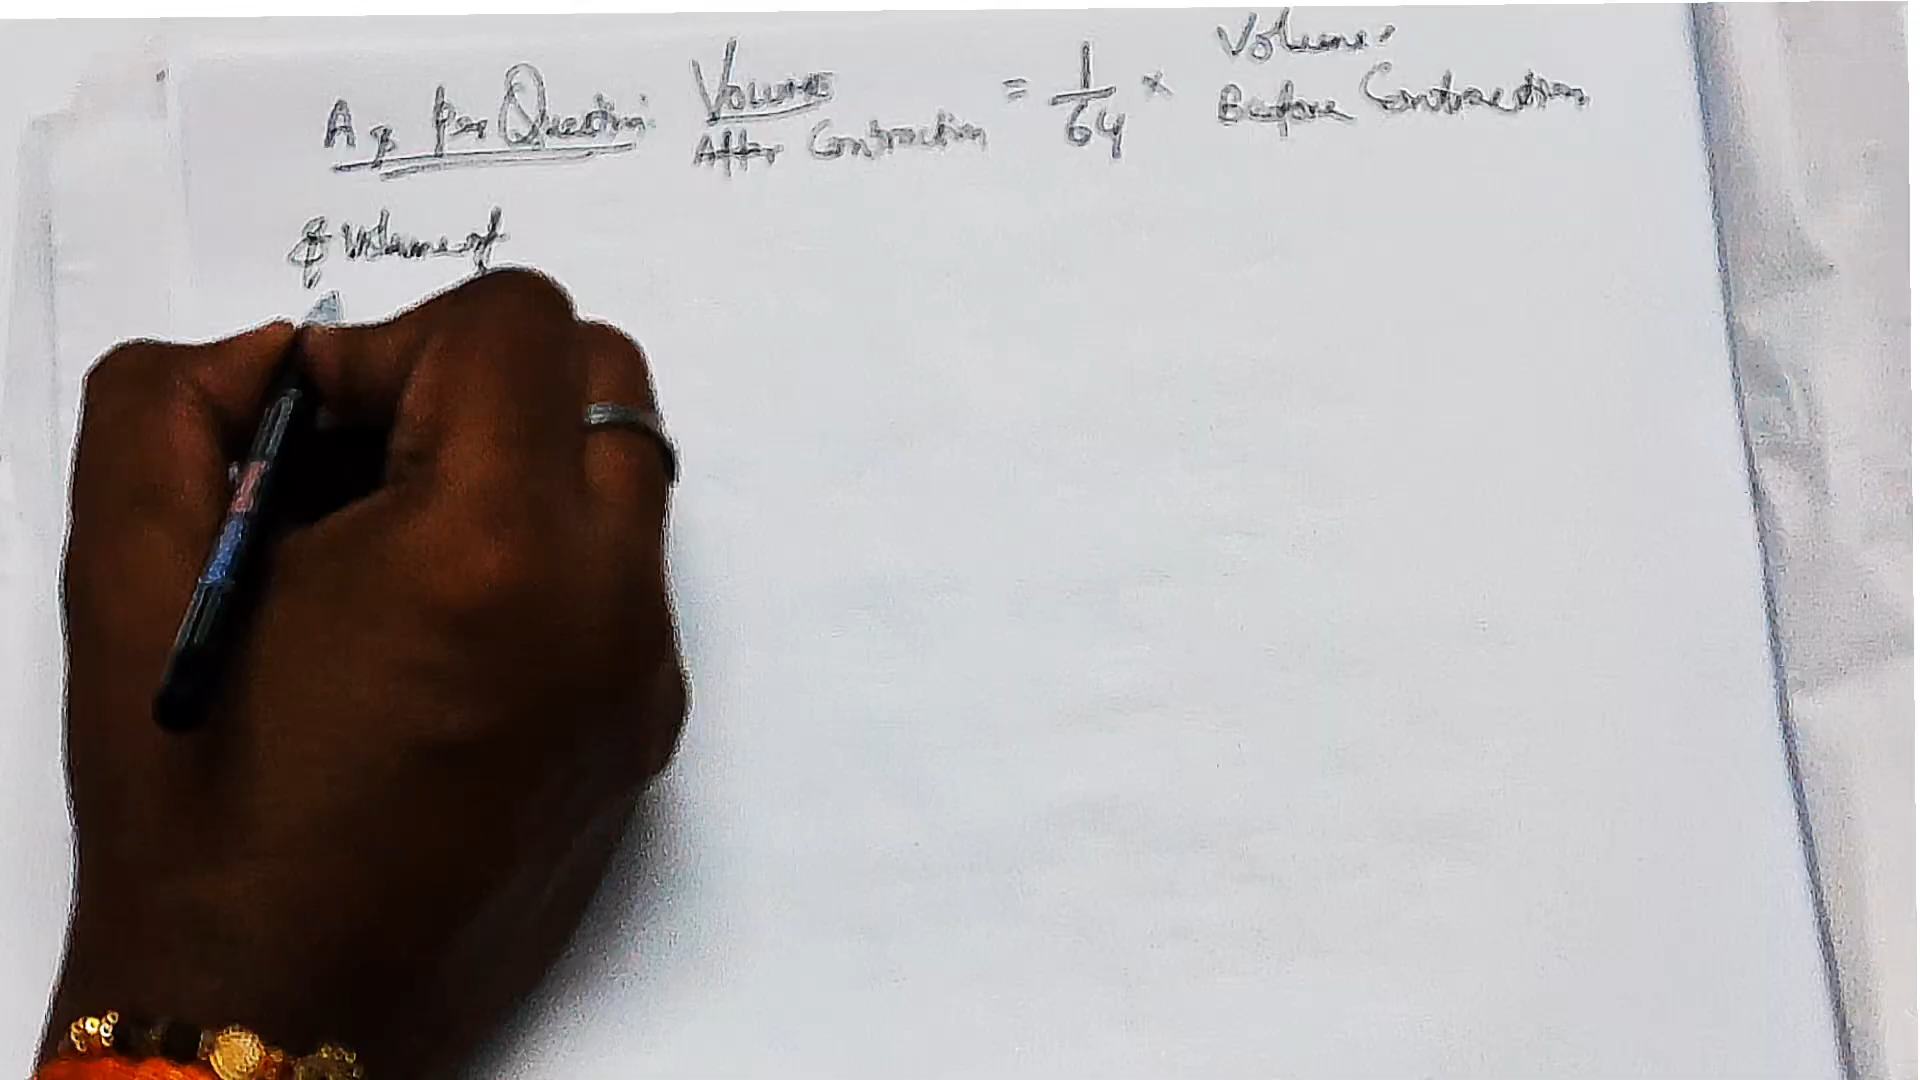 As per Question: Volume After Contraction = 1/64 × Volume Before Contraction
& Volume of